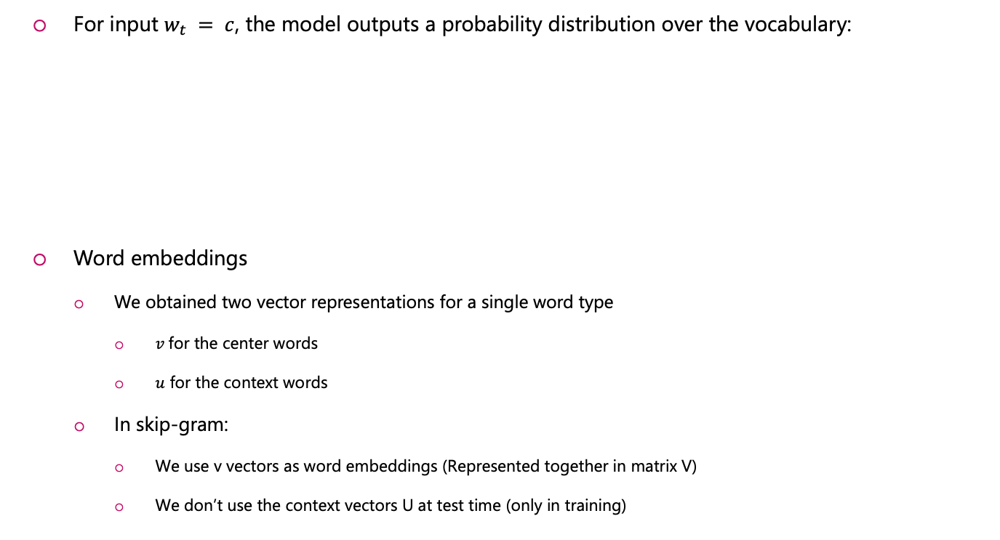 For input wₜ = c, the model outputs a probability distribution over the vocabulary:
Word embeddings
We obtained two vector representations for a single word type
v for the center words
u for the context words
In skip-gram:
We use v vectors as word embeddings (Represented together in matrix V)
We don’t use the context vectors U at test time (only in training)